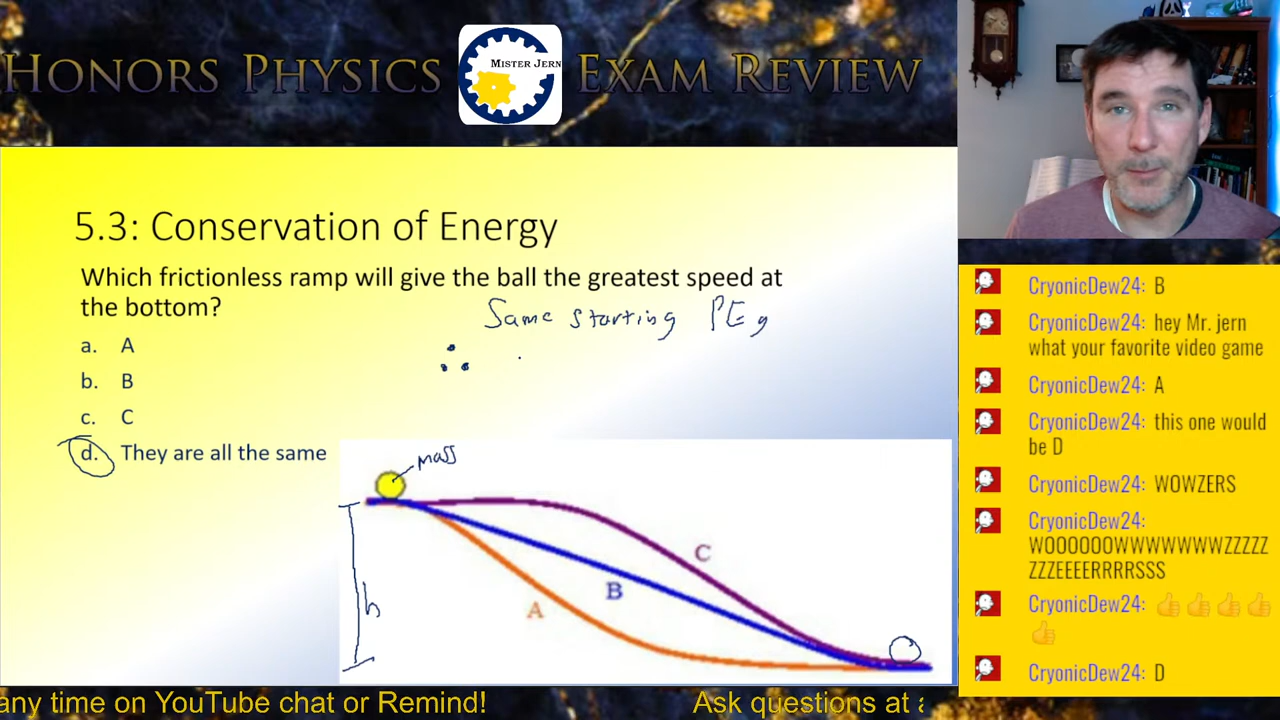 HONORS PHYSICS
MISTER JERN
EXAM REVIEW
5.3: Conservation of Energy
Which frictionless ramp will give the ball the greatest speed at
the bottom?
Same starting PEg
∴
a. A
b. B
c. C
d. They are all the same
mass
h
A
B
C
CryonicDew24: B
CryonicDew24: hey Mr. jern
what your favorite video game
CryonicDew24: A
CryonicDew24: this one would
be D
CryonicDew24: WOWZERS
CryonicDew24:
WOOOOOOWWWWWWWZZZZZ
ZZZEEEERRRRSSS
CryonicDew24: 👍👍👍👍
👍
CryonicDew24: D
any time on YouTube chat or Remind!
Ask questions at a